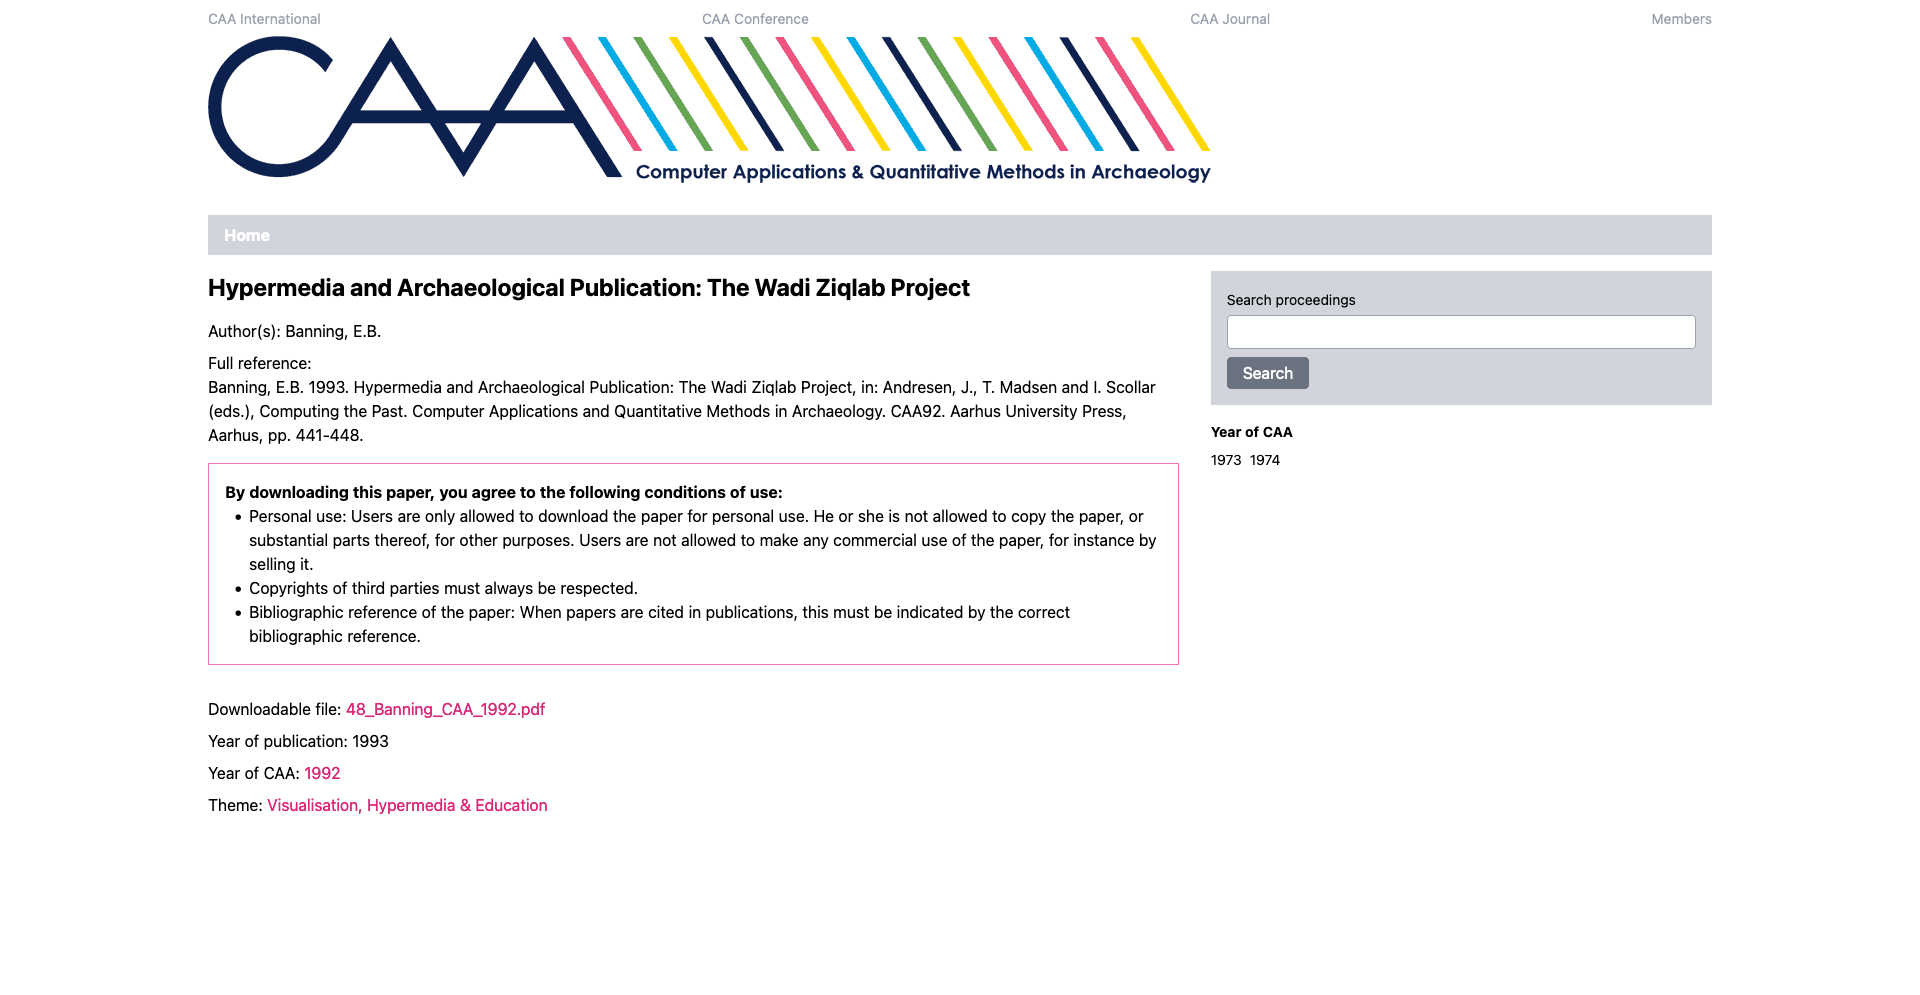 CAA International
CAA Conference
CAA Journal
Members
CAA
Computer Applications & Quantitative Methods in Archaeology
Home
Hypermedia and Archaeological Publication: The Wadi Ziqlab Project
Author(s): Banning, E.B.
Full reference:
Banning, E.B. 1993. Hypermedia and Archaeological Publication: The Wadi Ziqlab Project, in: Andresen, J., T. Madsen and I. Scollar
(eds.), Computing the Past. Computer Applications and Quantitative Methods in Archaeology. CAA92. Aarhus University Press,
Aarhus, pp. 441-448.
By downloading this paper, you agree to the following conditions of use:
• Personal use: Users are only allowed to download the paper for personal use. He or she is not allowed to copy the paper, or
substantial parts thereof, for other purposes. Users are not allowed to make any commercial use of the paper, for instance by
selling it.
• Copyrights of third parties must always be respected.
• Bibliographic reference of the paper: When papers are cited in publications, this must be indicated by the correct
bibliographic reference.
Downloadable file: 48_Banning_CAA_1992.pdf
Year of publication: 1993
Year of CAA: 1992
Theme: Visualisation, Hypermedia & Education
Search proceedings
Search
Year of CAA
1973 1974